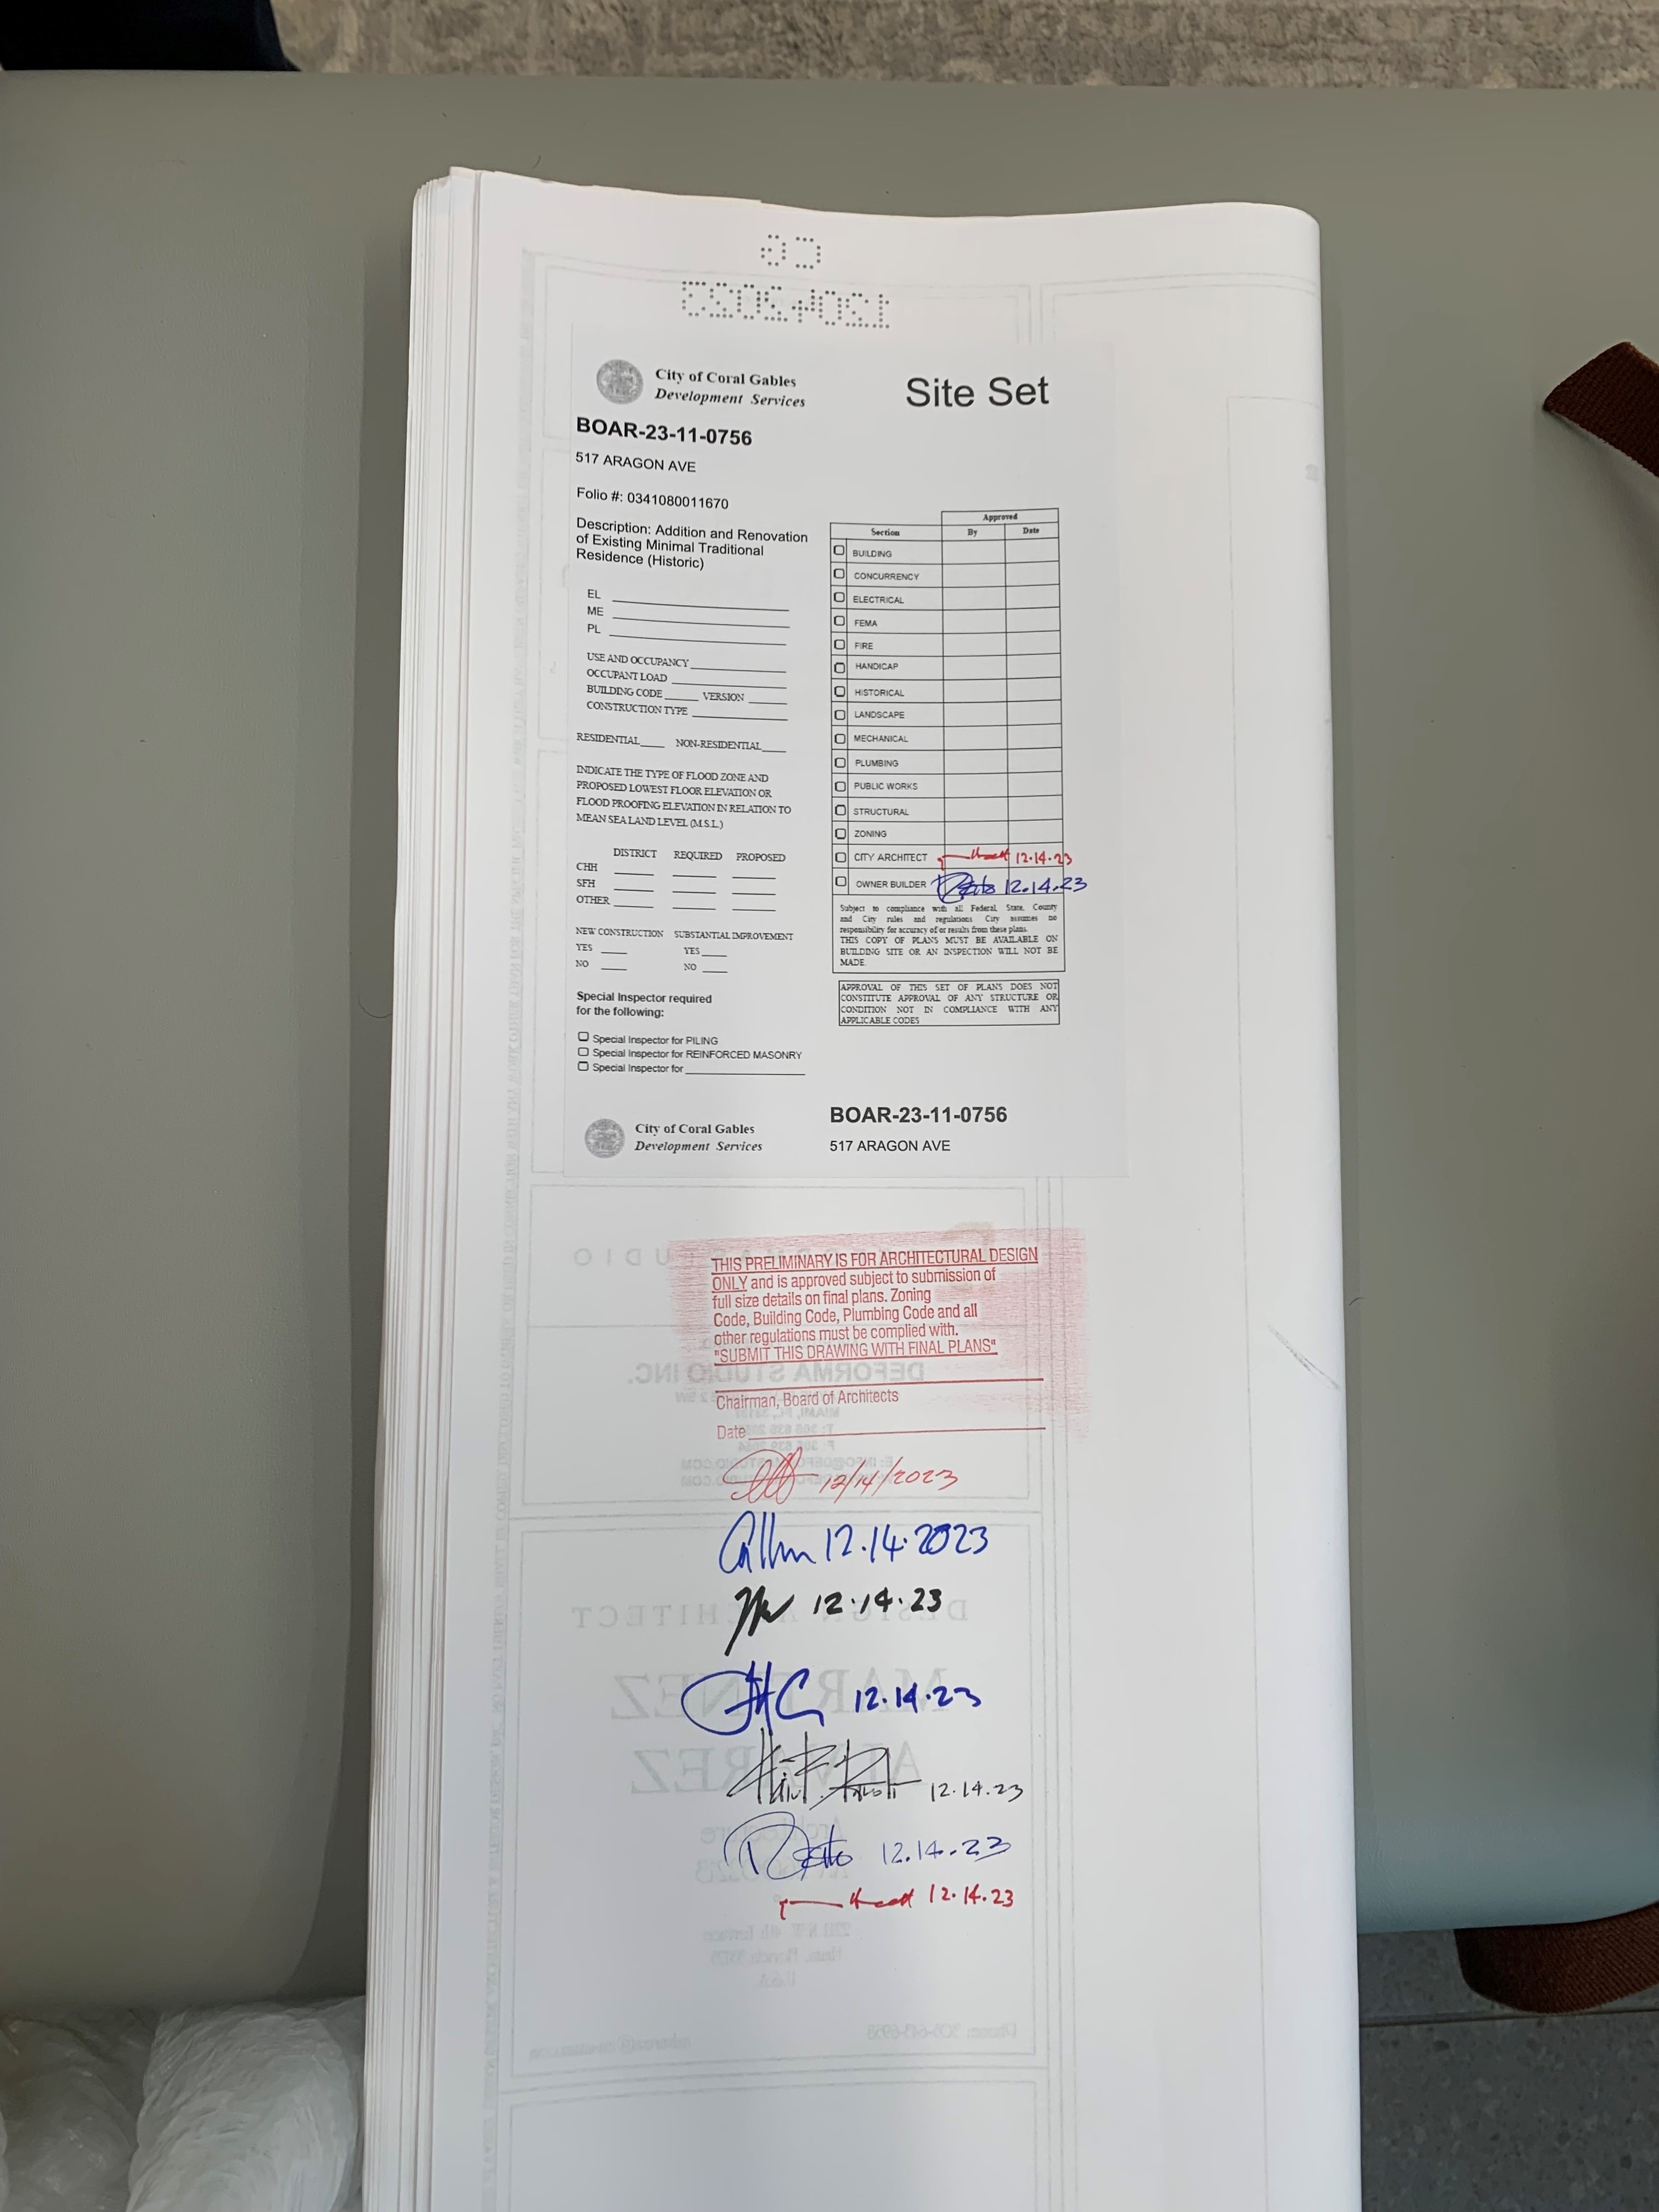 CG
12042023
City of Coral Gables
Development Services
Site Set
BOAR-23-11-0756
517 ARAGON AVE
Folio #: 0341080011670
Description: Addition and Renovation
of Existing Minimal Traditional
Residence (Historic)
EL
ME
PL
USE AND OCCUPANCY
OCCUPANT LOAD
BUILDING CODE VERSION
CONSTRUCTION TYPE
RESIDENTIAL NON-RESIDENTIAL
INDICATE THE TYPE OF FLOOD ZONE AND
PROPOSED LOWEST FLOOR ELEVATION OR
FLOOD PROOFING ELEVATION IN RELATION TO
MEAN SEA LAND LEVEL (M.S.L.)
DISTRICT REQUIRED PROPOSED
CHH
SFH
OTHER
NEW CONSTRUCTION SUBSTANTIAL IMPROVEMENT
YES YES
NO NO
Special Inspector required
for the following:
Special Inspector for PILING
Special Inspector for REINFORCED MASONRY
Special Inspector for
Approved
Section By Date
BUILDING
CONCURRENCY
ELECTRICAL
FEMA
FIRE
HANDICAP
HISTORICAL
LANDSCAPE
MECHANICAL
PLUMBING
PUBLIC WORKS
STRUCTURAL
ZONING
CITY ARCHITECT 12.14.23
OWNER BUILDER 12.14.23
Subject to compliance with all Federal, State, County
and City rules and regulations. City assumes no
responsibility for accuracy of or results from these plans.
THIS COPY OF PLANS MUST BE AVAILABLE ON
BUILDING SITE OR AN INSPECTION WILL NOT BE
MADE.
APPROVAL OF THIS SET OF PLANS DOES NOT
CONSTITUTE APPROVAL OF ANY STRUCTURE OR
CONDITION NOT IN COMPLIANCE WITH ANY
APPLICABLE CODES
City of Coral Gables
Development Services
BOAR-23-11-0756
517 ARAGON AVE
THIS PRELIMINARY IS FOR ARCHITECTURAL DESIGN
ONLY and is approved subject to submission of
full size details on final plans. Zoning
Code, Building Code, Plumbing Code and all
other regulations must be complied with.
"SUBMIT THIS DRAWING WITH FINAL PLANS"
Chairman, Board of Architects
Date
12/14/2023
12.14.2023
12.14.23
12.14.23
12.14.23
12.14.23
12.14.23
DEFORMA STUDIO INC.
DESIGN ARCHITECT
MARTINEZ
ALVAREZ